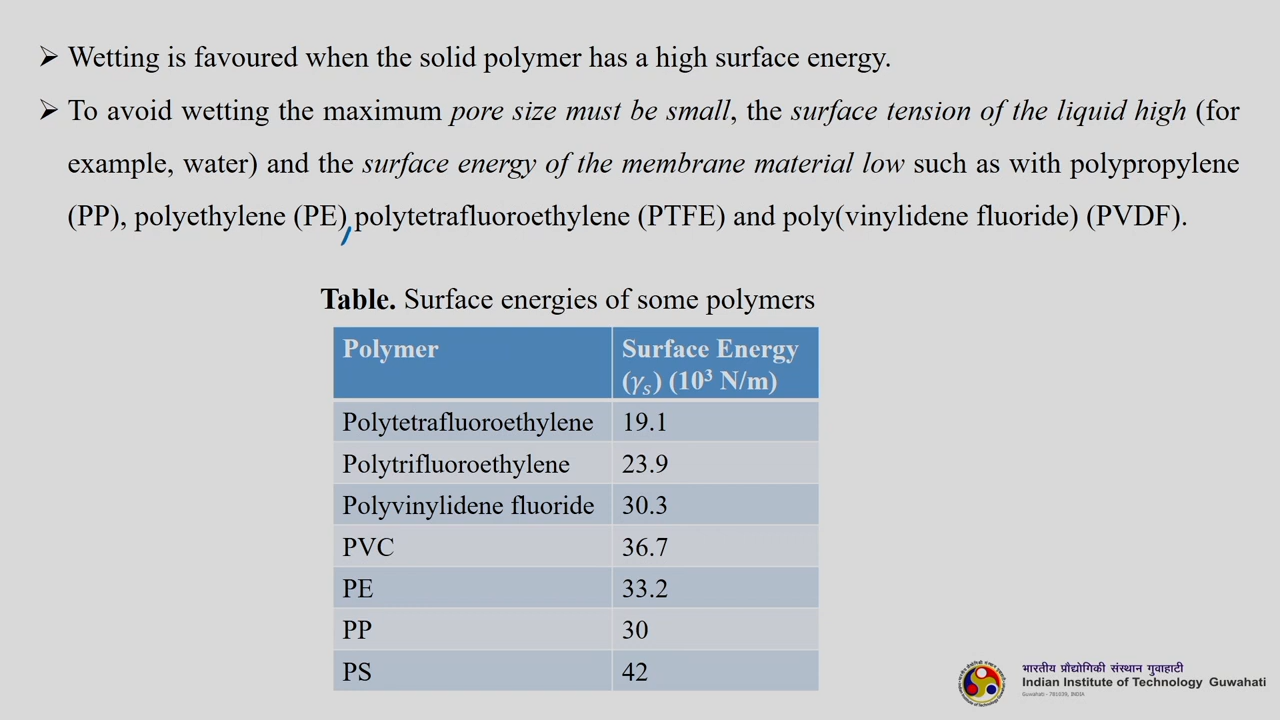 ➢ Wetting is favoured when the solid polymer has a high surface energy.
➢ To avoid wetting the maximum pore size must be small, the surface tension of the liquid high (for
example, water) and the surface energy of the membrane material low such as with polypropylene
(PP), polyethylene (PE), polytetrafluoroethylene (PTFE) and poly(vinylidene fluoride) (PVDF).
Table. Surface energies of some polymers
Polymer Surface Energy
(γₛ) (10³ N/m)
Polytetrafluoroethylene 19.1
Polytrifluoroethylene 23.9
Polyvinylidene fluoride 30.3
PVC 36.7
PE 33.2
PP 30
PS 42
भारतीय प्रौद्योगिकी संस्थान गुवाहाटी
Indian Institute of Technology Guwahati
Guwahati - 781039, INDIA